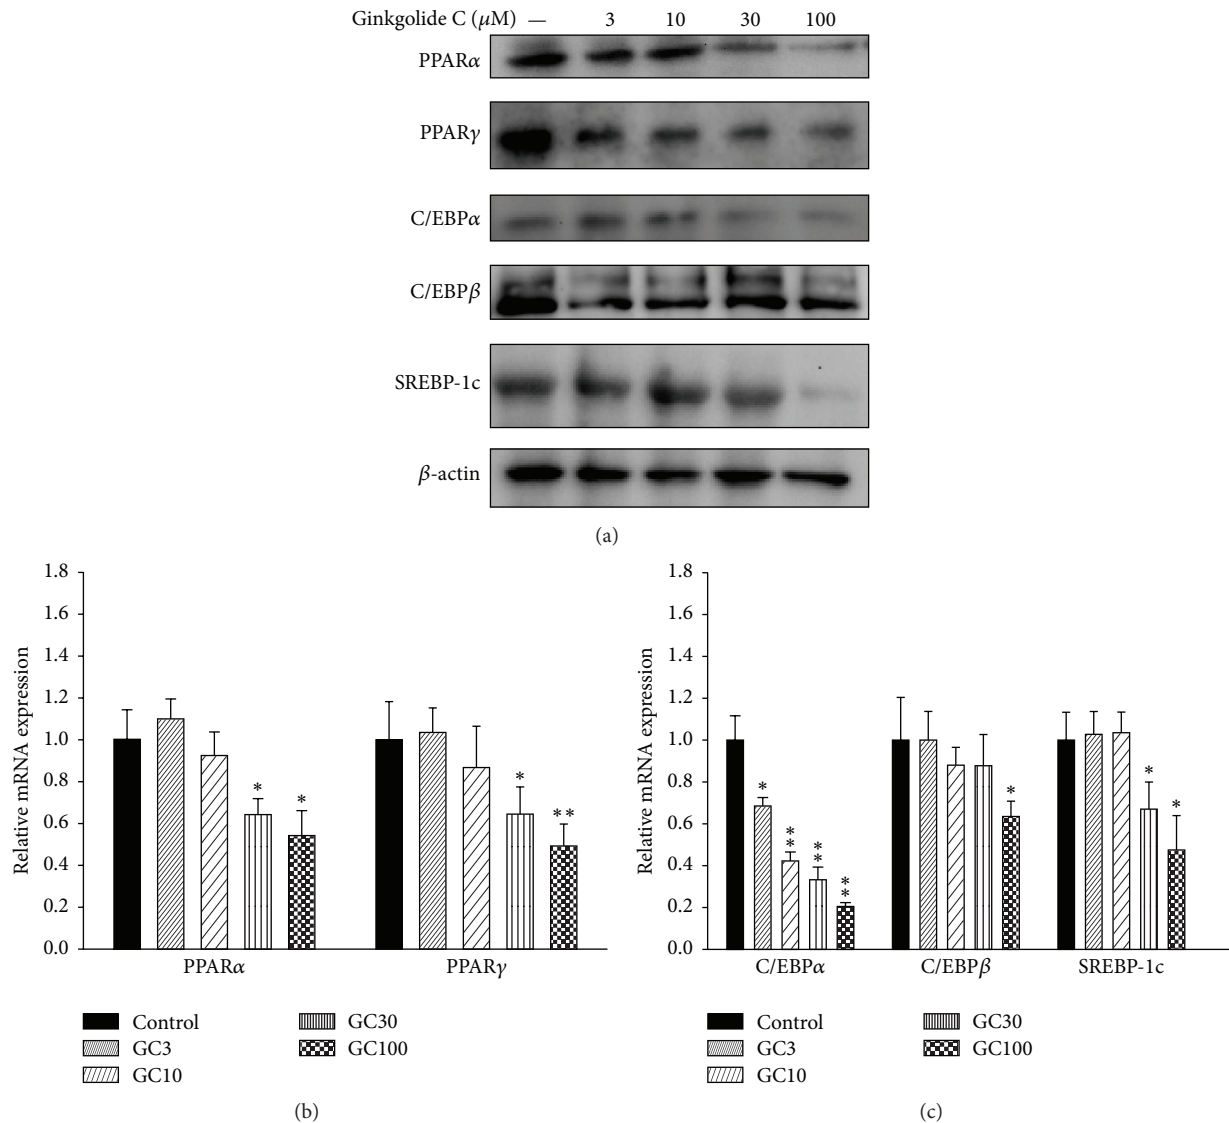 Ginkgolide C (μM) — 3 10 30 100
PPARα
PPARγ
C/EBPα
C/EBPβ
SREBP-1c
β-actin
(a)
1.8
1.6
1.4
1.2
1.0
0.8
0.6
0.4
0.2
0.0
Relative mRNA expression
* *
* **
PPARα PPARγ
Control GC30
GC3 GC100
GC10
(b)
1.8
1.6
1.4
1.2
1.0
0.8
0.6
0.4
0.2
0.0
Relative mRNA expression
* ** ** **
*
* *
C/EBPα C/EBPβ SREBP-1c
Control GC30
GC3 GC100
GC10
(c)